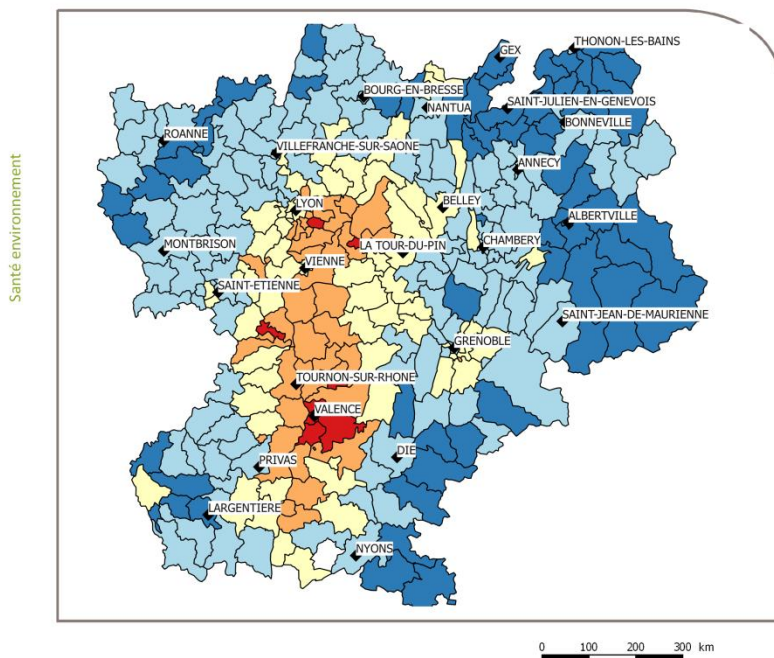 Santé environnement
GEX
THONON-LES-BAINS
BOURG-EN-BRESSE
NANTUA
SAINT-JULIEN-EN-GENEVOIS
BONNEVILLE
ROANNE
VILLEFRANCHE-SUR-SAONE
ANNECY
LYON
BELLEY
ALBERTVILLE
MONTBRISON
LA TOUR-DU-PIN
CHAMBERY
VIENNE
SAINT-ETIENNE
SAINT-JEAN-DE-MAURIENNE
GRENOBLE
TOURNON-SUR-RHONE
VALENCE
PRIVAS
DIE
LARGENTIERE
NYONS
0 100 200 300 km